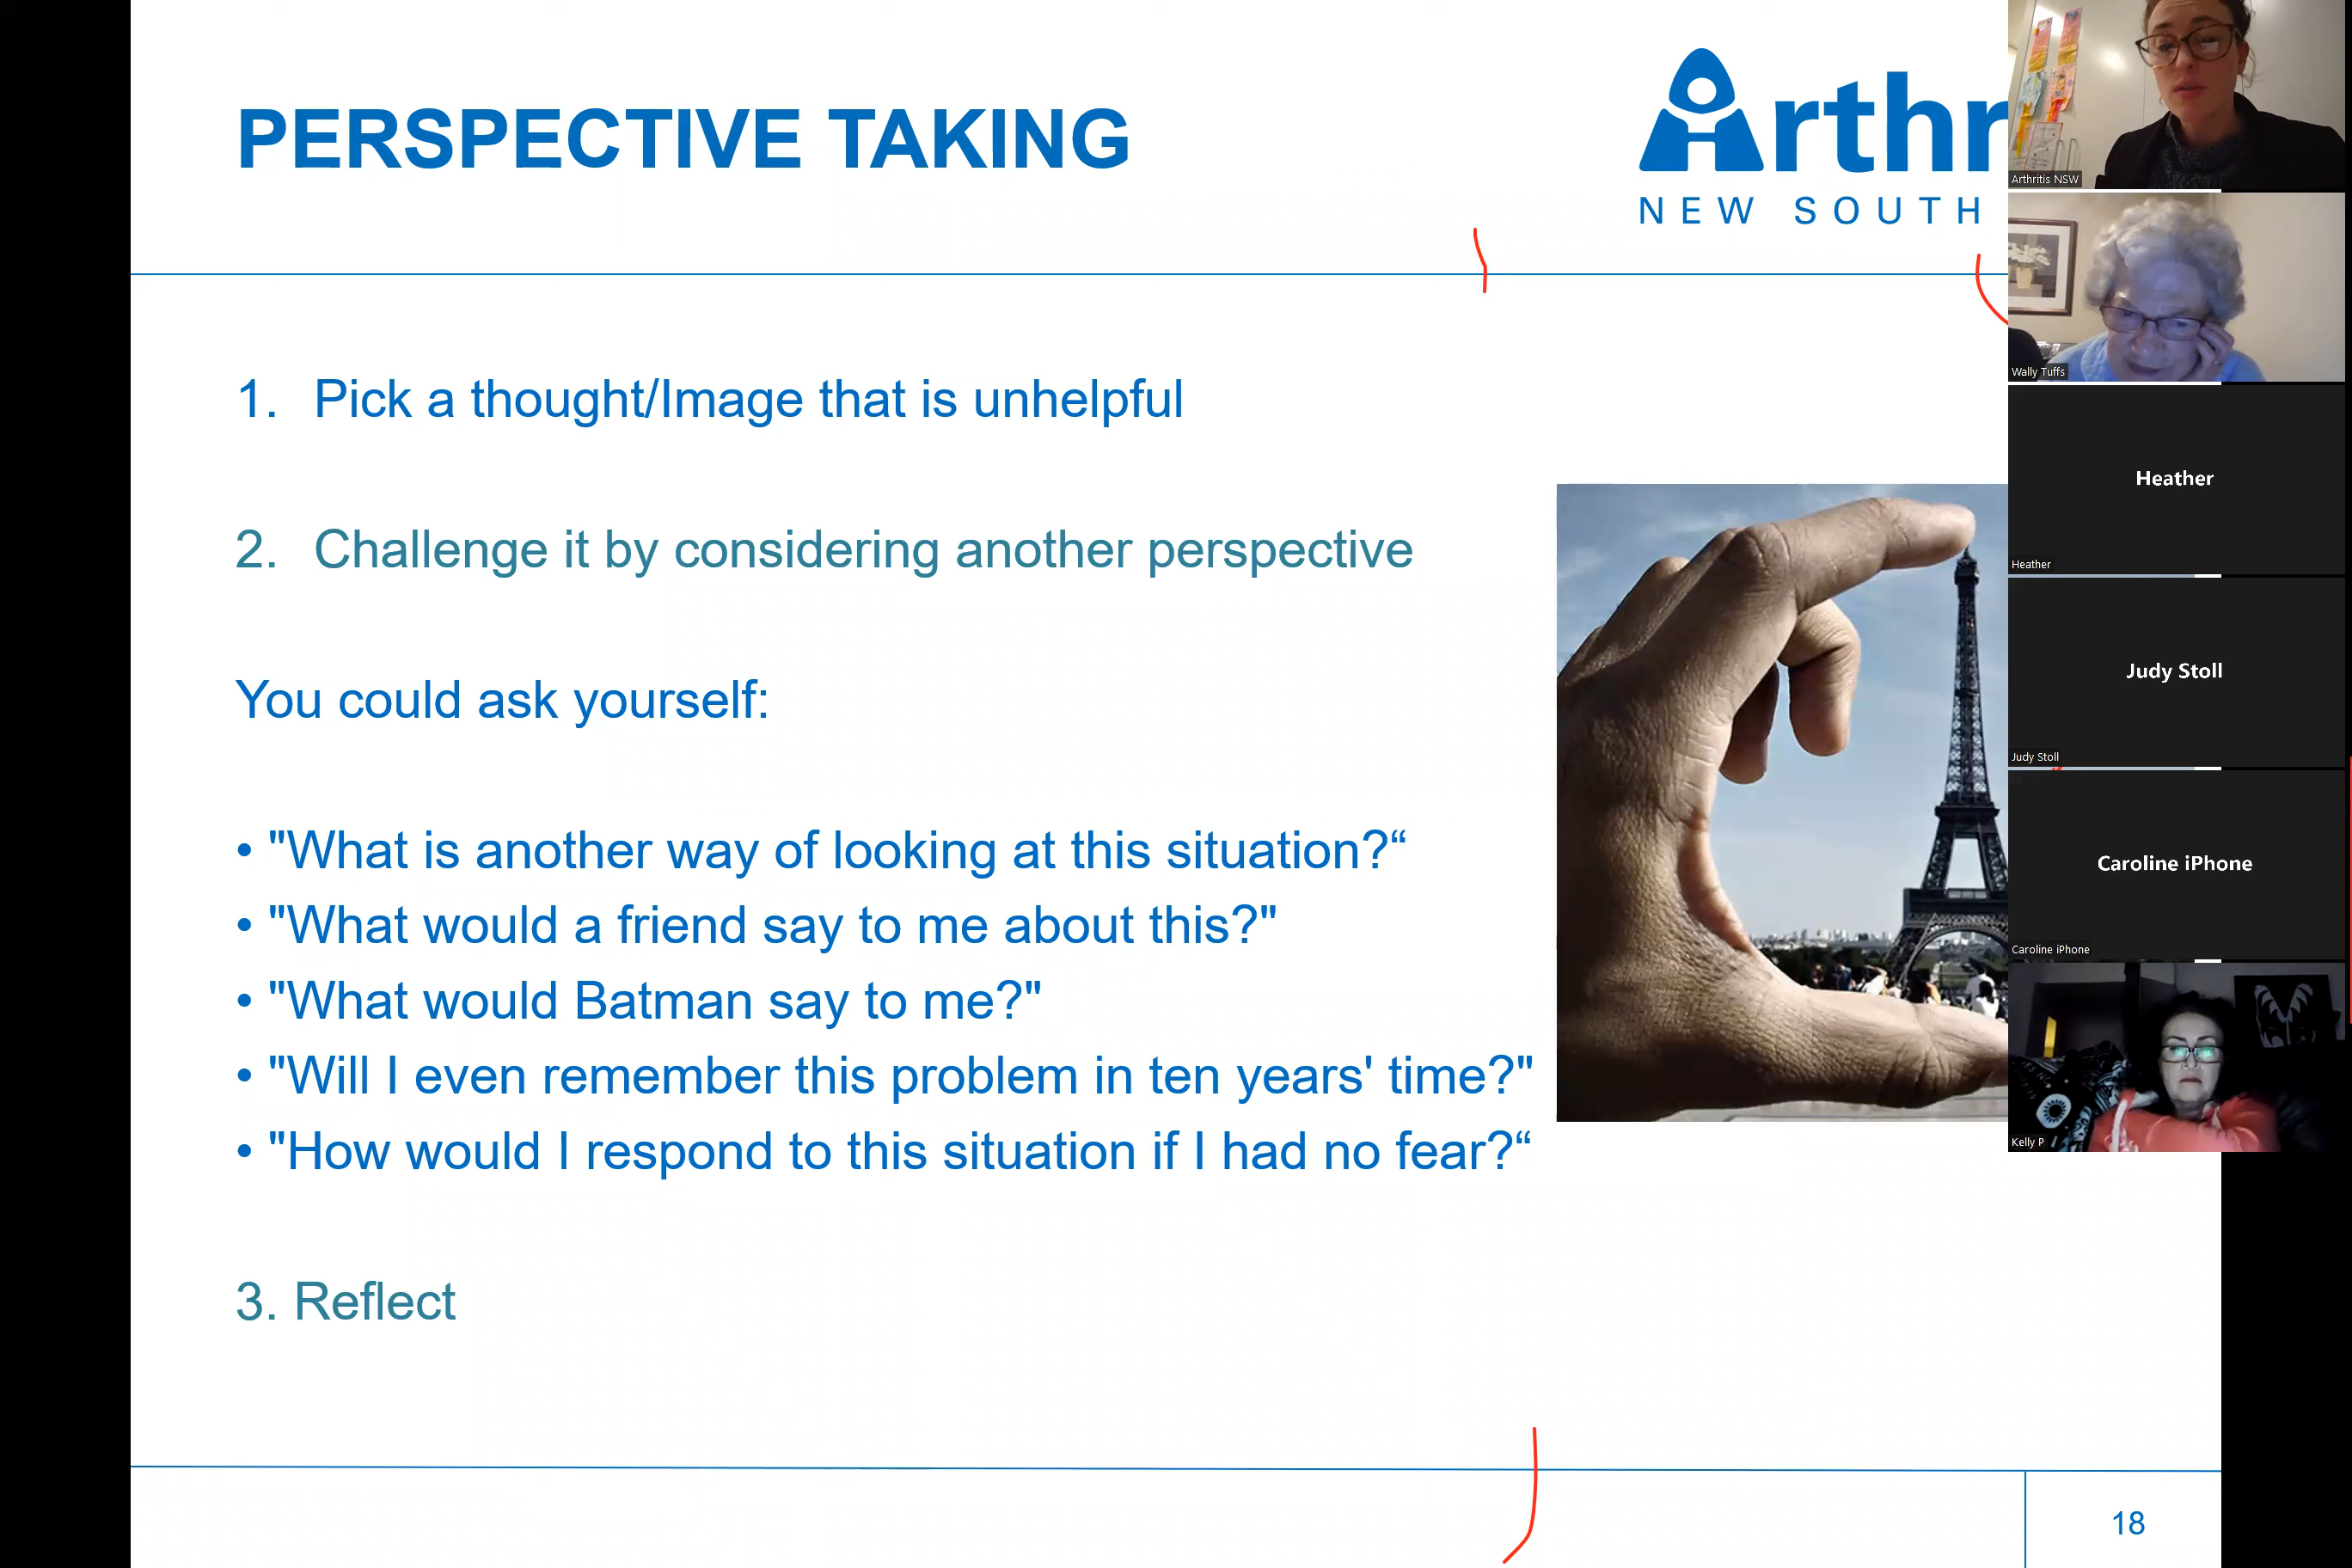 PERSPECTIVE TAKING
Arthr
NEW SOUTH
1. Pick a thought/Image that is unhelpful
2. Challenge it by considering another perspective
You could ask yourself:
• "What is another way of looking at this situation?“
• "What would a friend say to me about this?"
• "What would Batman say to me?"
• "Will I even remember this problem in ten years' time?"
• "How would I respond to this situation if I had no fear?“
3. Reflect
18
Arthritis NSW
Wally Tuffs
Heather
Heather
Judy Stoll
Judy Stoll
Caroline iPhone
Caroline iPhone
Kelly P